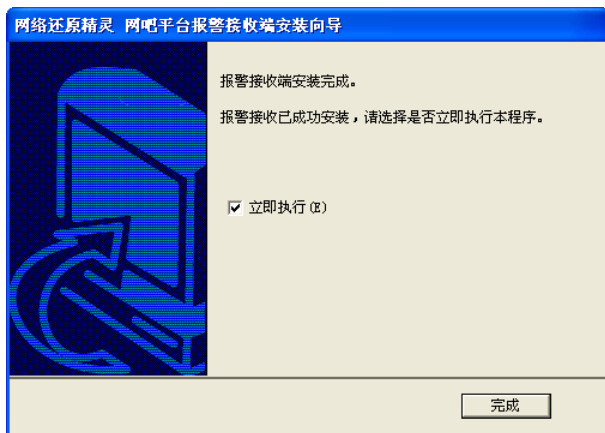 网络还原精灵 网吧平台报警接收端安装向导
报警接收端安装完成。
报警接收已成功安装，请选择是否立即执行本程序。
立即执行(E)
完成